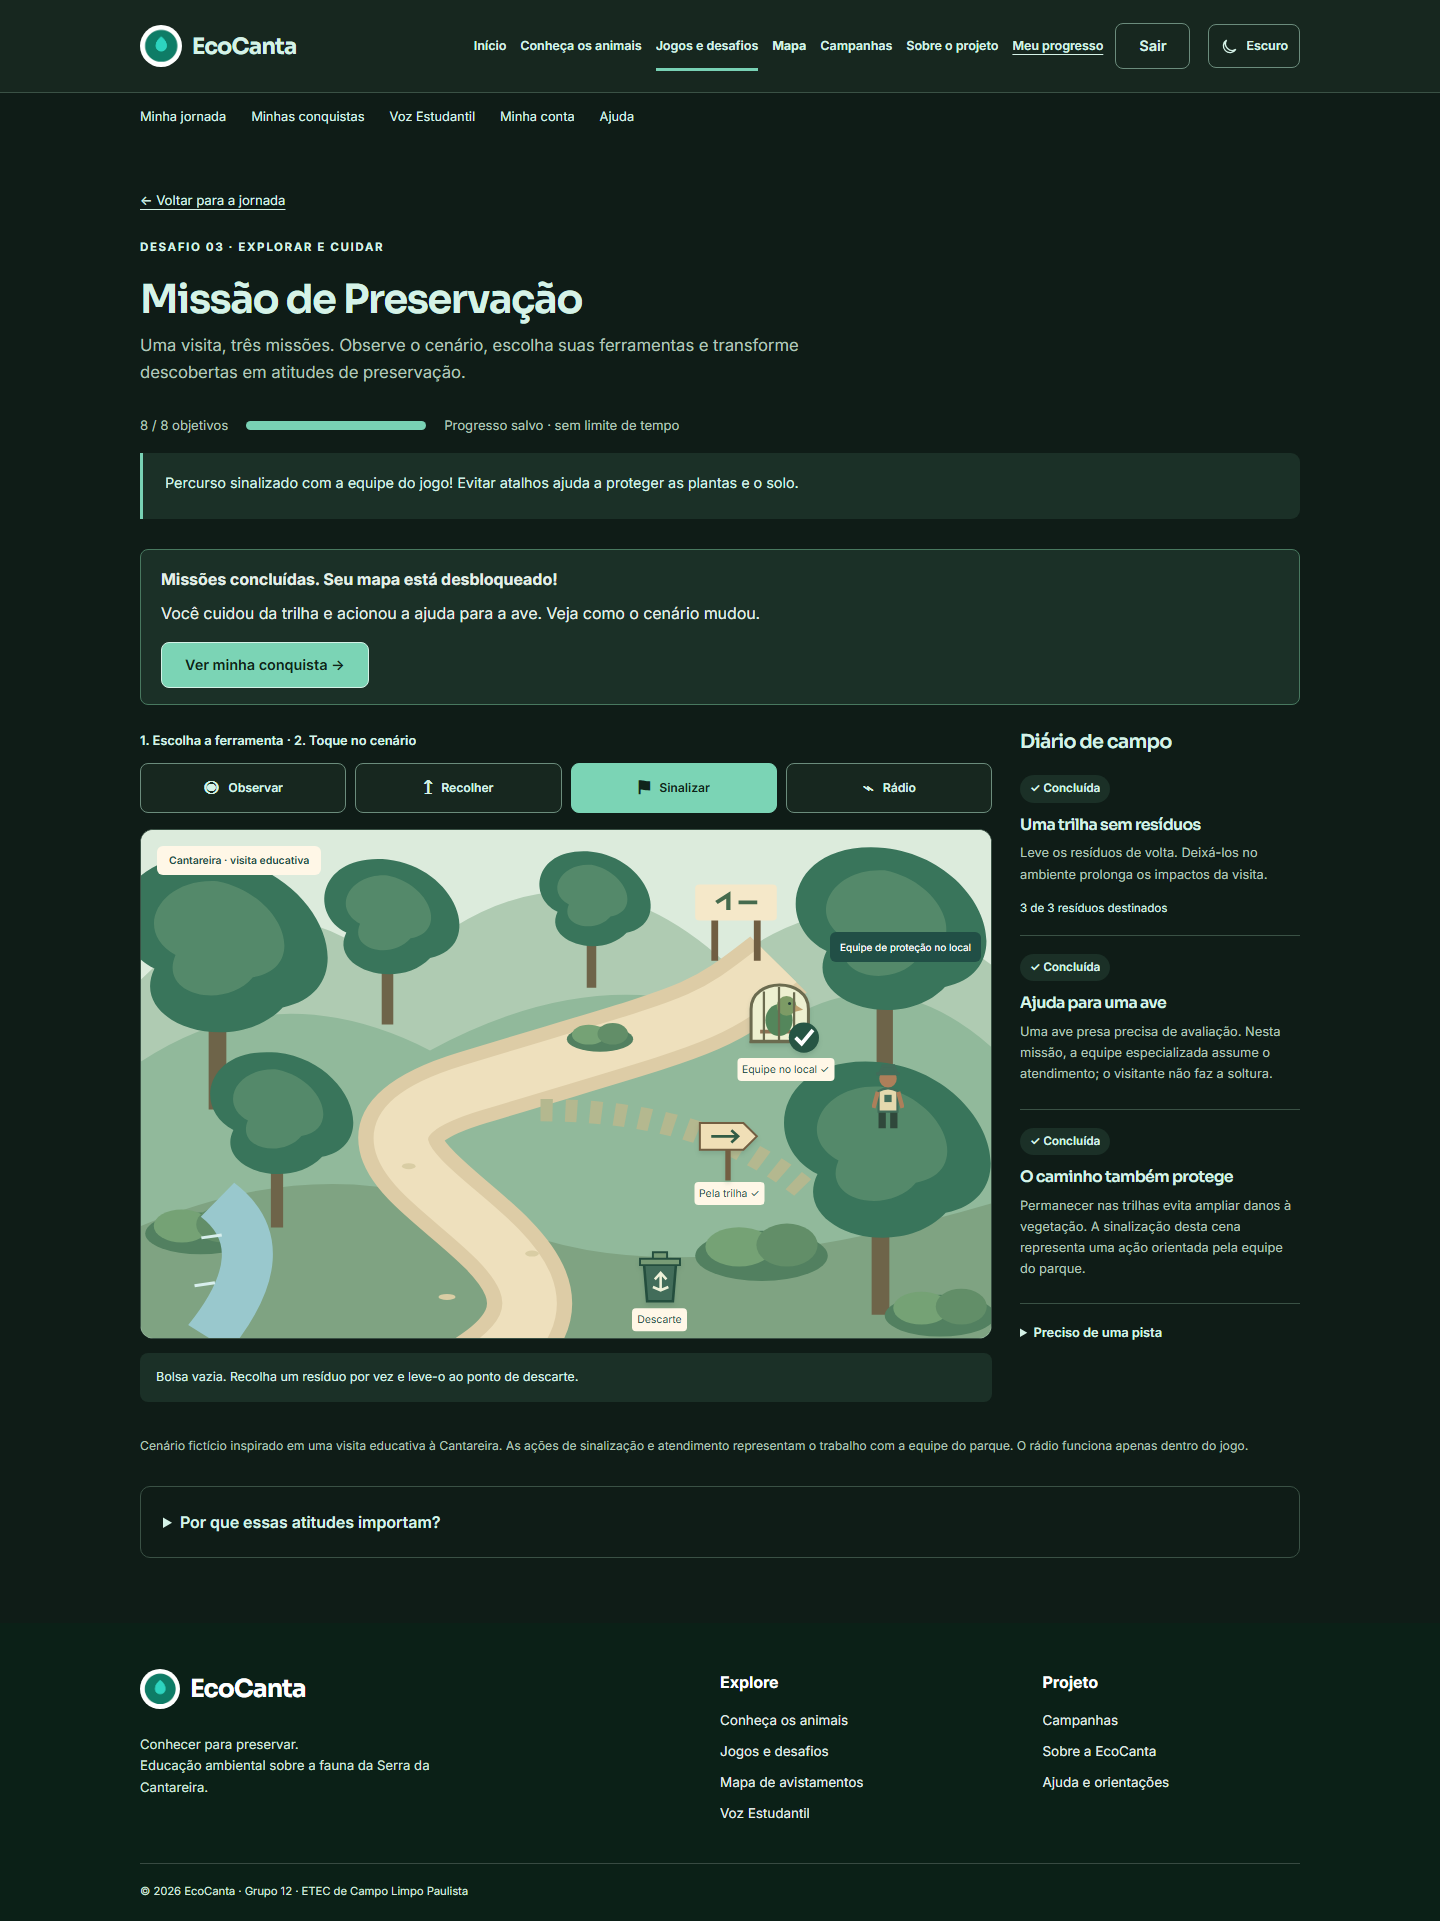 EcoCanta
Início
Conheça os animais
Jogos e desafios
Mapa
Campanhas
Sobre o projeto
Meu progresso
Sair
Escuro
Minha jornada
Minhas conquistas
Voz Estudantil
Minha conta
Ajuda
← Voltar para a jornada
DESAFIO 03 · EXPLORAR E CUIDAR
Missão de Preservação
Uma visita, três missões. Observe o cenário, escolha suas ferramentas e transforme
descobertas em atitudes de preservação.
8 / 8 objetivos
Progresso salvo · sem limite de tempo
Percurso sinalizado com a equipe do jogo! Evitar atalhos ajuda a proteger as plantas e o solo.
Missões concluídas. Seu mapa está desbloqueado!
Você cuidou da trilha e acionou a ajuda para a ave. Veja como o cenário mudou.
Ver minha conquista →
1. Escolha a ferramenta · 2. Toque no cenário
Observar
Recolher
Sinalizar
Rádio
Cantareira · visita educativa
Equipe de proteção no local
Equipe no local ✓
Pela trilha ✓
Descarte
Bolsa vazia. Recolha um resíduo por vez e leve-o ao ponto de descarte.
Diário de campo
✓ Concluída
Uma trilha sem resíduos
Leve os resíduos de volta. Deixá-los no
ambiente prolonga os impactos da visita.
3 de 3 resíduos destinados
✓ Concluída
Ajuda para uma ave
Uma ave presa precisa de avaliação. Nesta
missão, a equipe especializada assume o
atendimento; o visitante não faz a soltura.
✓ Concluída
O caminho também protege
Permanecer nas trilhas evita ampliar danos à
vegetação. A sinalização desta cena
representa uma ação orientada pela equipe
do parque.
Preciso de uma pista
Cenário fictício inspirado em uma visita educativa à Cantareira. As ações de sinalização e atendimento representam o trabalho com a equipe do parque. O rádio funciona apenas dentro do jogo.
Por que essas atitudes importam?
EcoCanta
Conhecer para preservar.
Educação ambiental sobre a fauna da Serra da
Cantareira.
Explore
Conheça os animais
Jogos e desafios
Mapa de avistamentos
Voz Estudantil
Projeto
Campanhas
Sobre a EcoCanta
Ajuda e orientações
© 2026 EcoCanta · Grupo 12 · ETEC de Campo Limpo Paulista